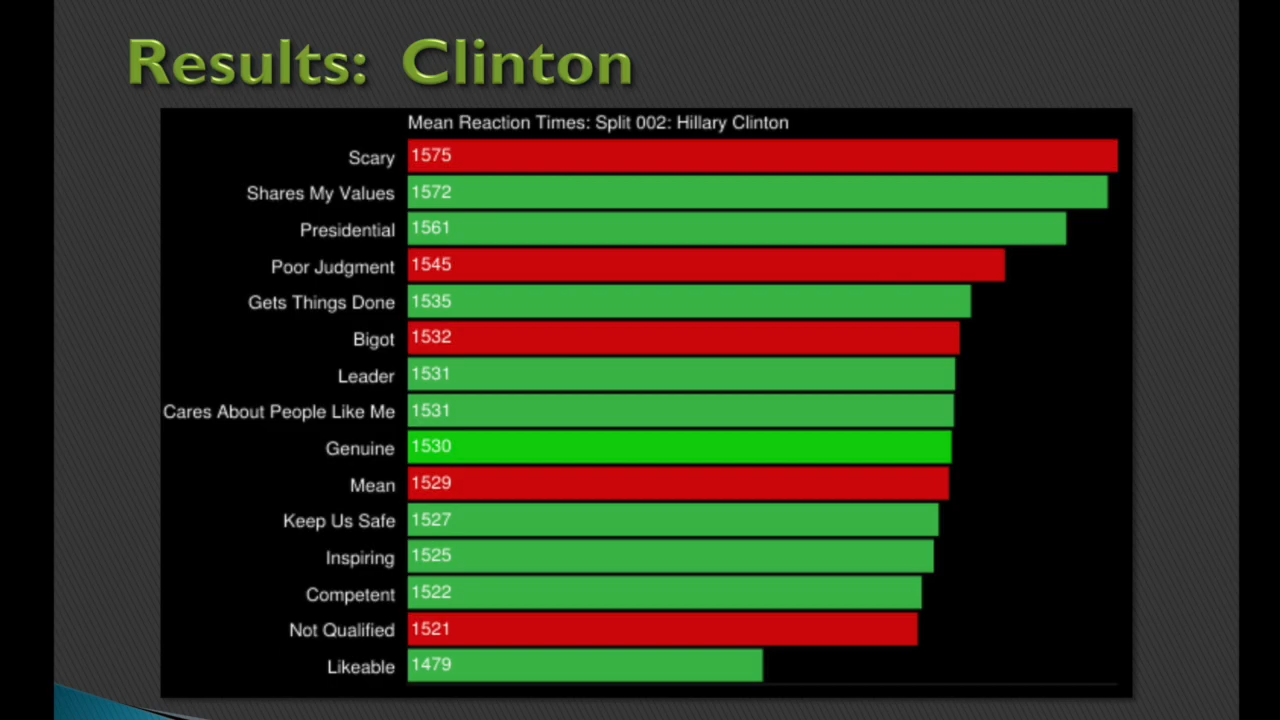 Results: Clinton
Mean Reaction Times: Split 002: Hillary Clinton
Scary 1575
Shares My Values 1572
Presidential 1561
Poor Judgment 1545
Gets Things Done 1535
Bigot 1532
Leader 1531
Cares About People Like Me 1531
Genuine 1530
Mean 1529
Keep Us Safe 1527
Inspiring 1525
Competent 1522
Not Qualified 1521
Likeable 1479